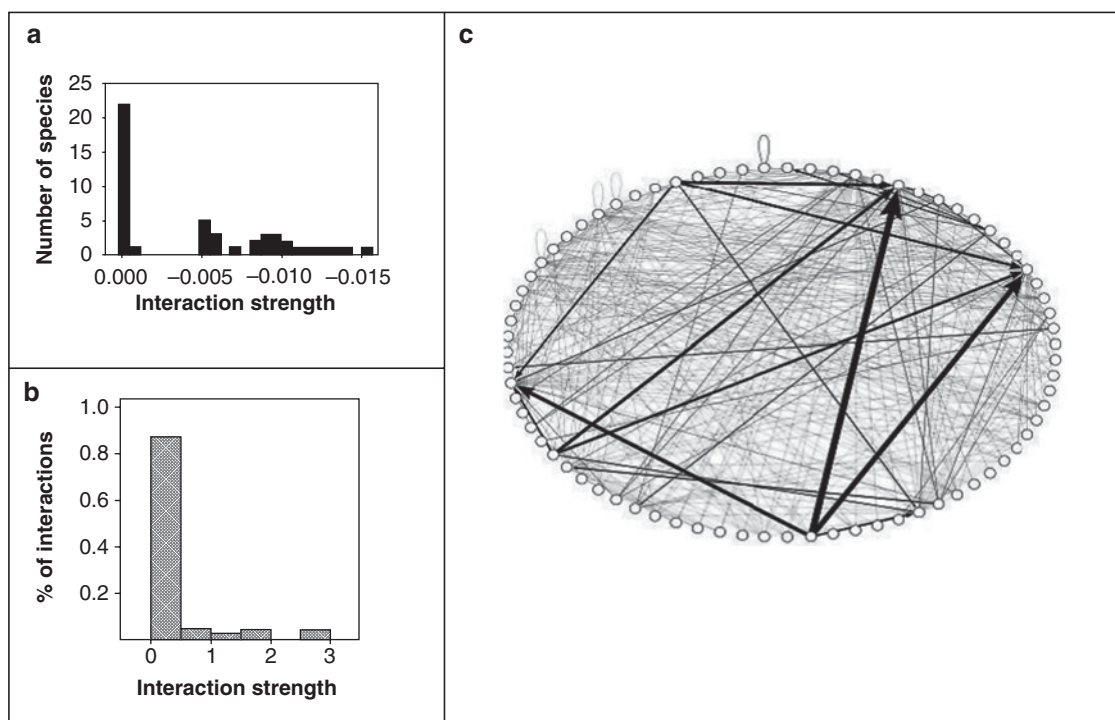 a
Number of species
25
20
15
10
5
0
0.000 –0.005 –0.010 –0.015
Interaction strength
b
% of interactions
1.0
0.8
0.6
0.4
0.2
0 1 2 3
Interaction strength
c